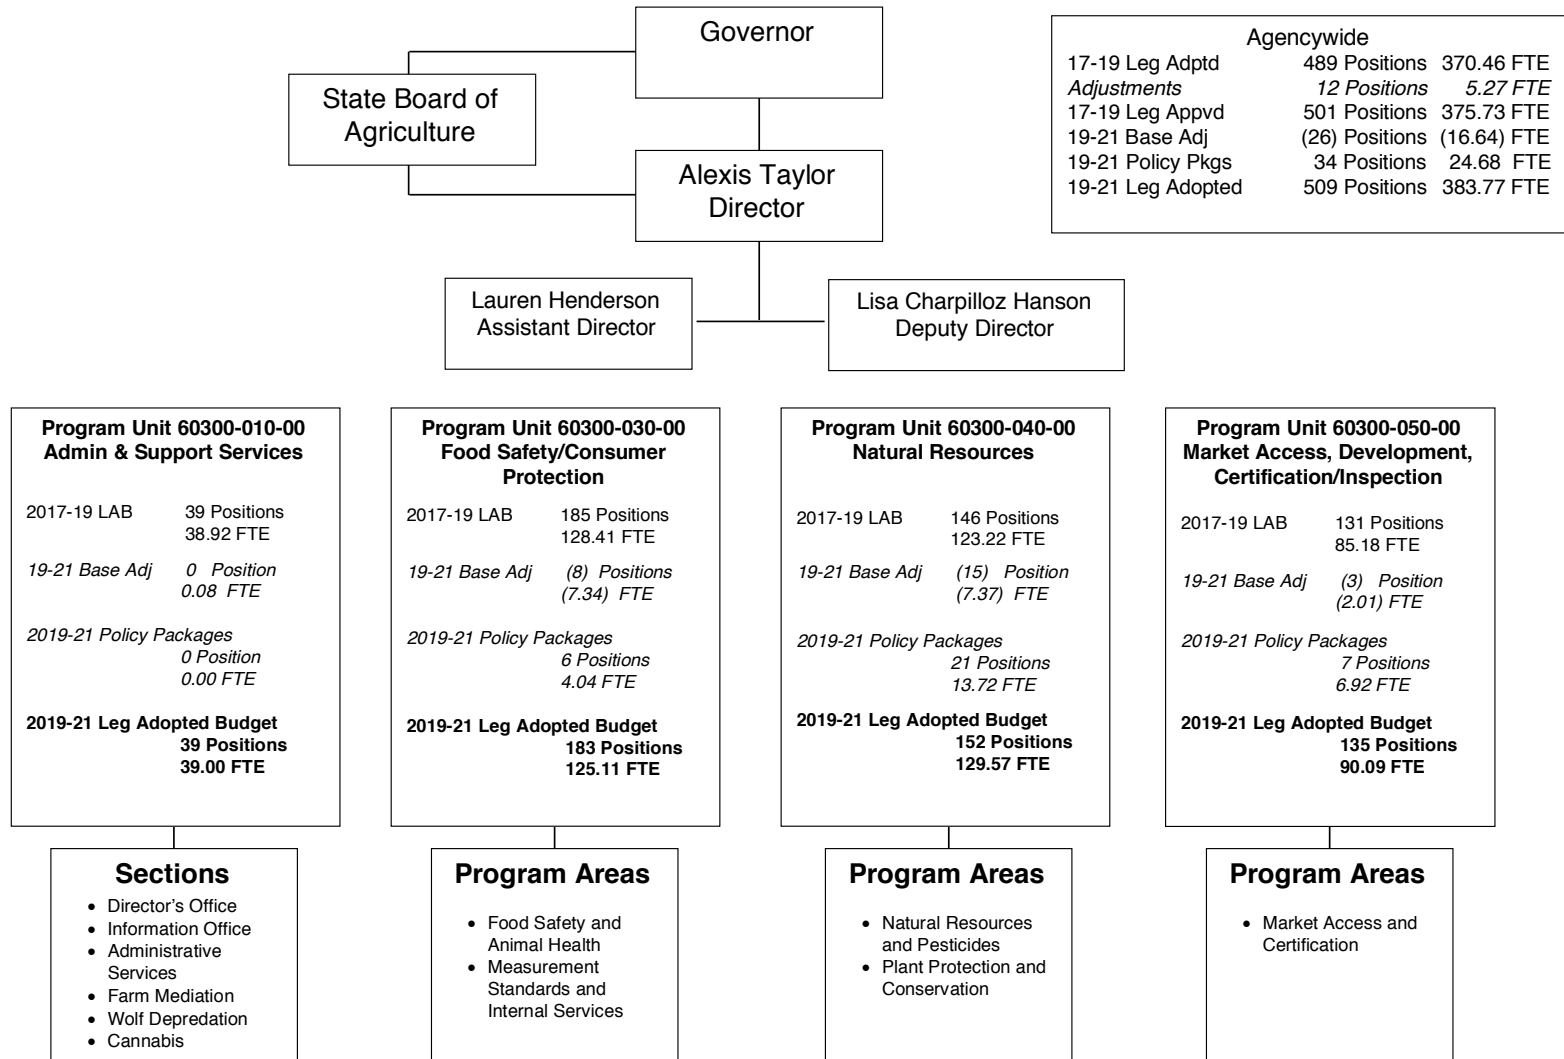 Governor
State Board of
Agriculture
Alexis Taylor
Director
Agencywide
17-19 Leg Adptd 489 Positions 370.46 FTE
Adjustments 12 Positions 5.27 FTE
17-19 Leg Appvd 501 Positions 375.73 FTE
19-21 Base Adj (26) Positions (16.64) FTE
19-21 Policy Pkgs 34 Positions 24.68 FTE
19-21 Leg Adopted 509 Positions 383.77 FTE
Lauren Henderson
Assistant Director
Lisa Charpilloz Hanson
Deputy Director
Program Unit 60300-010-00
Admin & Support Services
2017-19 LAB 39 Positions
38.92 FTE
19-21 Base Adj 0 Position
0.08 FTE
2019-21 Policy Packages
0 Position
0.00 FTE
2019-21 Leg Adopted Budget
39 Positions
39.00 FTE
Program Unit 60300-030-00
Food Safety/Consumer
Protection
2017-19 LAB 185 Positions
128.41 FTE
19-21 Base Adj (8) Positions
(7.34) FTE
2019-21 Policy Packages
6 Positions
4.04 FTE
2019-21 Leg Adopted Budget
183 Positions
125.11 FTE
Program Unit 60300-040-00
Natural Resources
2017-19 LAB 146 Positions
123.22 FTE
19-21 Base Adj (15) Position
(7.37) FTE
2019-21 Policy Packages
21 Positions
13.72 FTE
2019-21 Leg Adopted Budget
152 Positions
129.57 FTE
Program Unit 60300-050-00
Market Access, Development,
Certification/Inspection
2017-19 LAB 131 Positions
85.18 FTE
19-21 Base Adj (3) Position
(2.01) FTE
2019-21 Policy Packages
7 Positions
6.92 FTE
2019-21 Leg Adopted Budget
135 Positions
90.09 FTE
Sections
• Director's Office
• Information Office
• Administrative
Services
• Farm Mediation
• Wolf Depredation
• Cannabis
Program Areas
• Food Safety and
Animal Health
• Measurement
Standards and
Internal Services
Program Areas
• Natural Resources
and Pesticides
• Plant Protection and
Conservation
Program Areas
• Market Access and
Certification